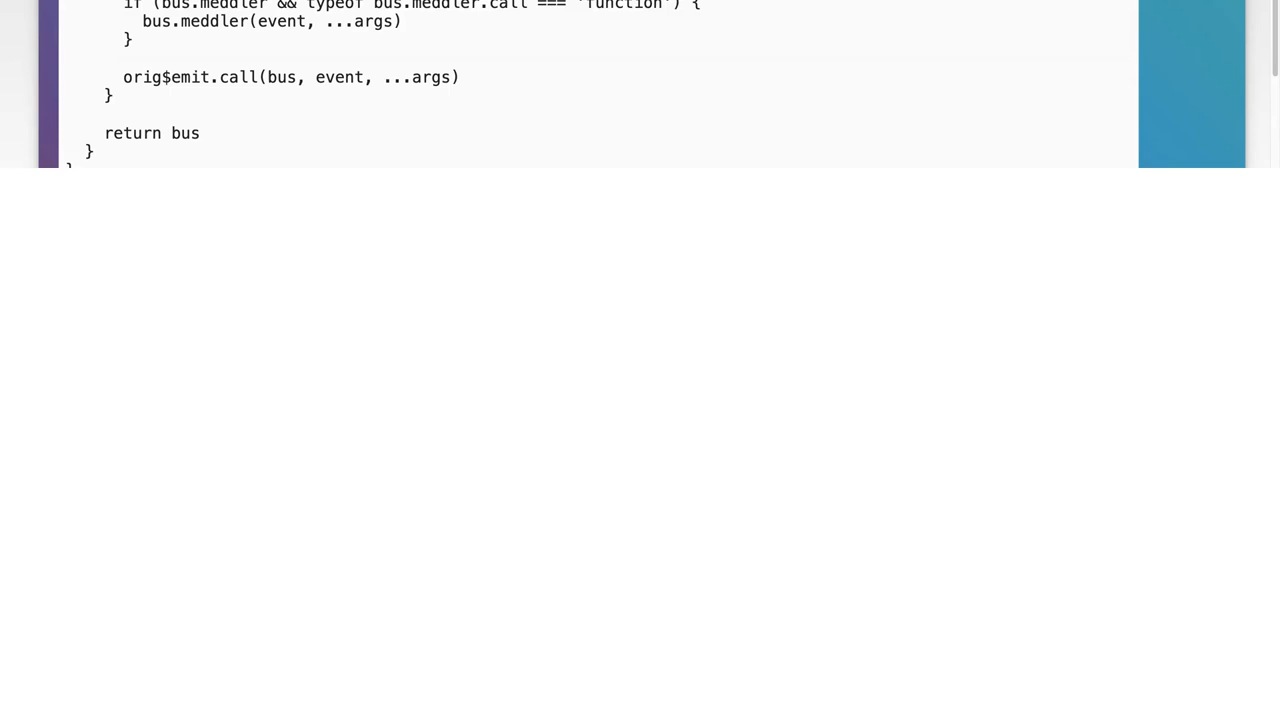 if (bus.meddler && typeof bus.meddler.call === 'function') {
bus.meddler(event, ...args)
}
orig$emit.call(bus, event, ...args)
}
return bus
}
}